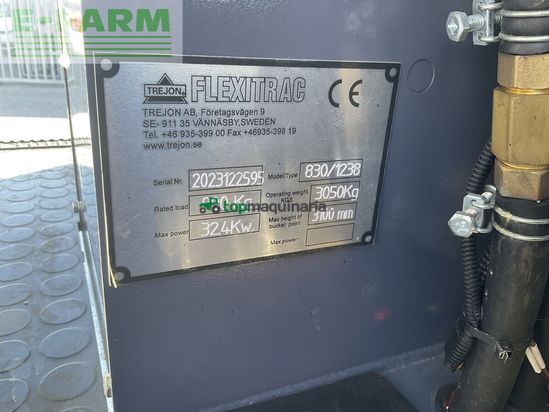 E-FARM
TREJON FLEXITRAC CE
TREJON AB, Företagsvägen 9
SE- 911 35 VÄNNÄSBY, SWEDEN
Tel. +46 935-399 00 Fax +46935-399 19
www.trejon.se
Serial Nr. 2023122595 Model/Type 830/1238
Rated load Kg Operating weight KGS 3050Kg
topmaquinaria
Max power 32.4Kw Max height of bucket point 3100 mm
Max power